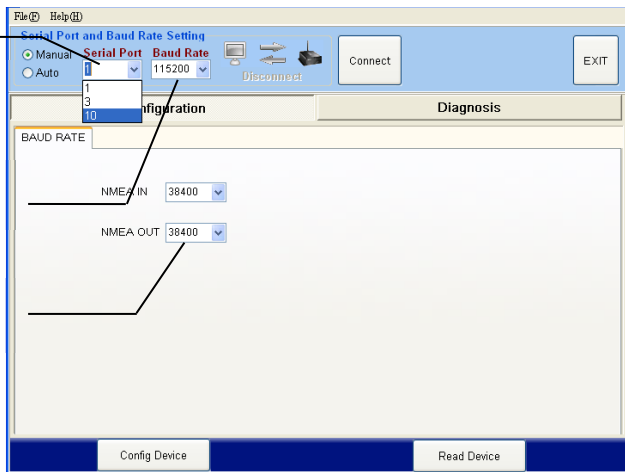 File(F) Help(H)
Serial Port and Baud Rate Setting
Manual Serial Port Baud Rate
Auto 1 115200
Disconnect
Connect
EXIT
1
3
10
nfiguration Diagnosis
BAUD RATE
NMEA IN 38400
NMEA OUT 38400
Config Device Read Device